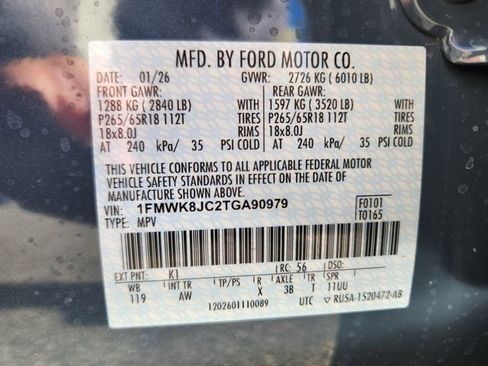 MFD. BY FORD MOTOR CO.
DATE: 01/26 GVWR: 2726 KG (6010 LB)
FRONT GAWR: REAR GAWR:
1288 KG (2840 LB) WITH 1597 KG (3520 LB) WITH
P265/65R18 112T TIRES P265/65R18 112T TIRES
18x8.0J RIMS 18x8.0J RIMS
AT 240 kPa/ 35 PSI COLD AT 240 kPa/ 35 PSI COLD
THIS VEHICLE CONFORMS TO ALL APPLICABLE FEDERAL MOTOR
VEHICLE SAFETY STANDARDS IN EFFECT ON THE DATE OF
MANUFACTURE SHOWN ABOVE.
VIN: 1FMWK8JC2TGA90979 F0101
TYPE: MPV T0165
EXT PNT: K1 RC: 56 DSO:
WB INT TR TP/PS R AXLE TR SPR
119 AW X 3B T 11UU
1202601110089 UTC ▽ RU5A-1520472-AB